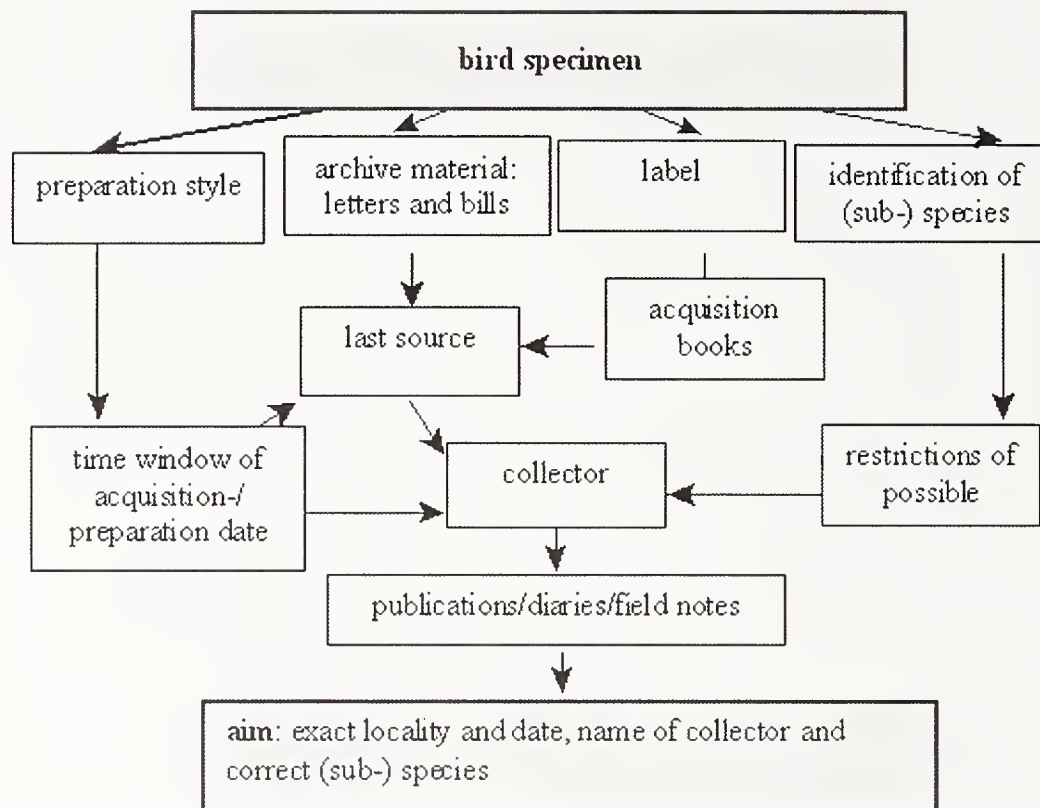 bird specimen
preparation style
archive material:
letters and bills
label
identification of
(sub-) species
last source
acquisition
books
time window of
acquisition-/
preparation date
collector
restrictions of
possible
publications/diaries/field notes
aim: exact locality and date, name of collector and
correct (sub-) species